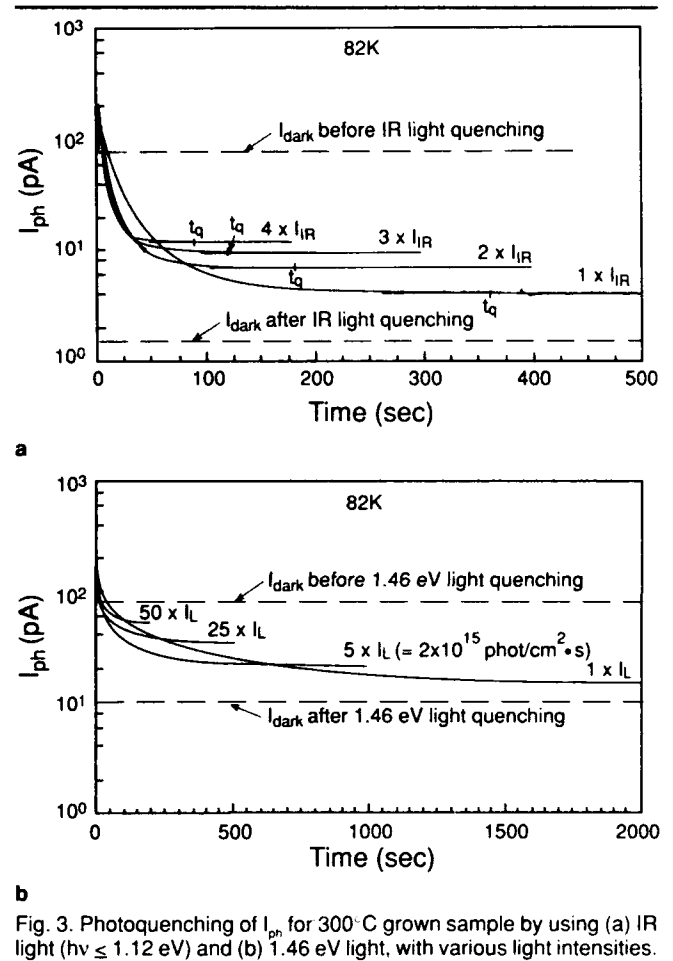 10³
82K
I_dark before IR light quenching
10²
I_ph (pA)
t_q t_q 4 x I_IR 3 x I_IR
2 x I_IR
10¹
t_q 1 x I_IR
t_q
I_dark after IR light quenching
10⁰
0 100 200 300 400 500
Time (sec)
a
10³
82K
I_dark before 1.46 eV light quenching
10²
50 x I_L
25 x I_L
I_ph (pA)
5 x I_L (= 2x10¹⁵ phot/cm²•s)
1 x I_L
10¹
I_dark after 1.46 eV light quenching
10⁰
0 500 1000 1500 2000
Time (sec)
b
Fig. 3. Photoquenching of I_ph for 300°C grown sample by using (a) IR
light (hν ≤ 1.12 eV) and (b) 1.46 eV light, with various light intensities.